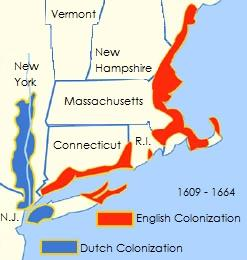 Vermont
New
Hampshire
New
York
Massachusetts
Connecticut
R.I.
1609 - 1664
N.J.
English Colonization
Dutch Colonization